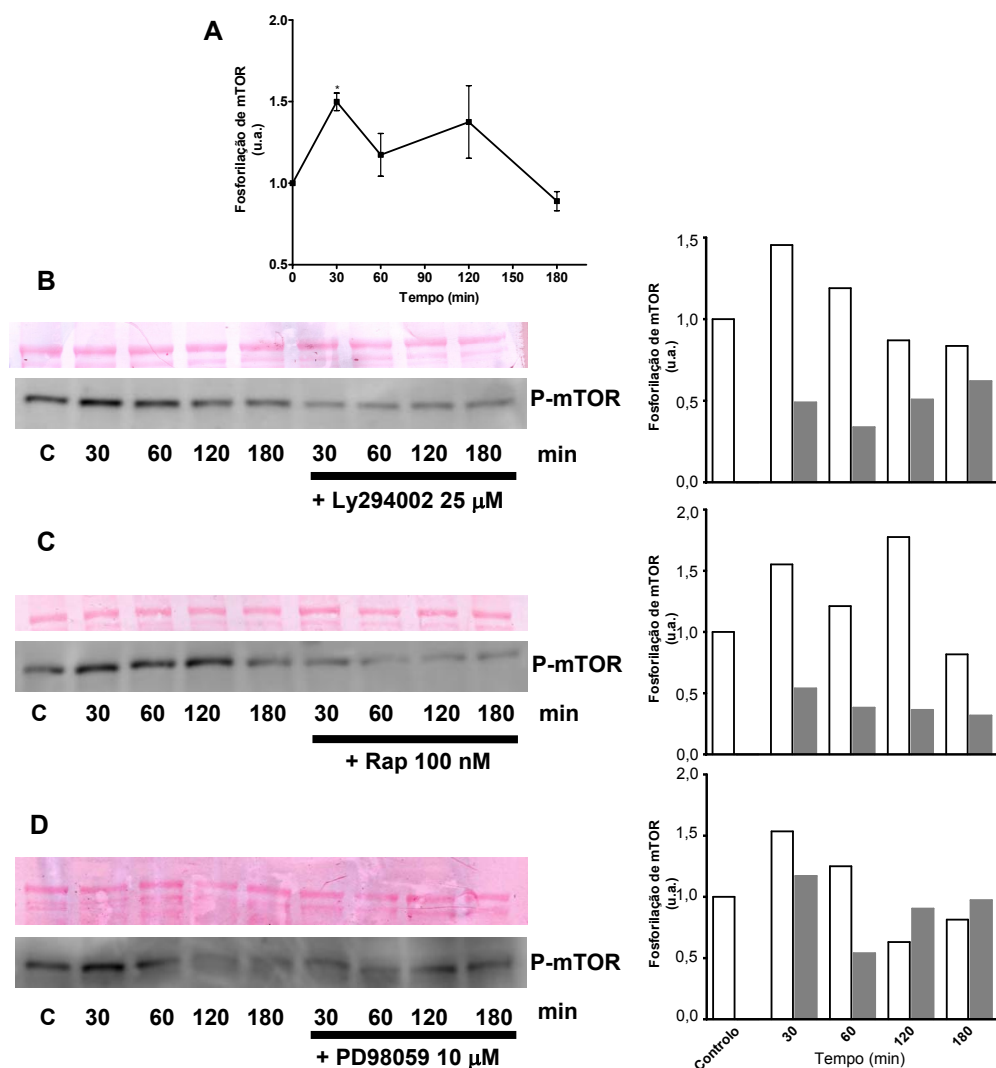 A
Fosforilação de mTOR
(u.a.)
2.0
1.5
1.0
0.5
0 30 60 90 120 150 180
Tempo (min)
*
B
P-mTOR
C 30 60 120 180 30 60 120 180 min
+ Ly294002 25 µM
Fosforilação de mTOR
(u.a.)
1,5
1,0
0,5
0,0
C
P-mTOR
C 30 60 120 180 30 60 120 180 min
+ Rap 100 nM
Fosforilação de mTOR
(u.a.)
2,0
1,5
1,0
0,5
0,0
D
P-mTOR
C 30 60 120 180 30 60 120 180 min
+ PD98059 10 µM
Fosforilação de mTOR
(u.a.)
2,0
1,5
1,0
0,5
0,0
Controlo 30 60 120 180
Tempo (min)